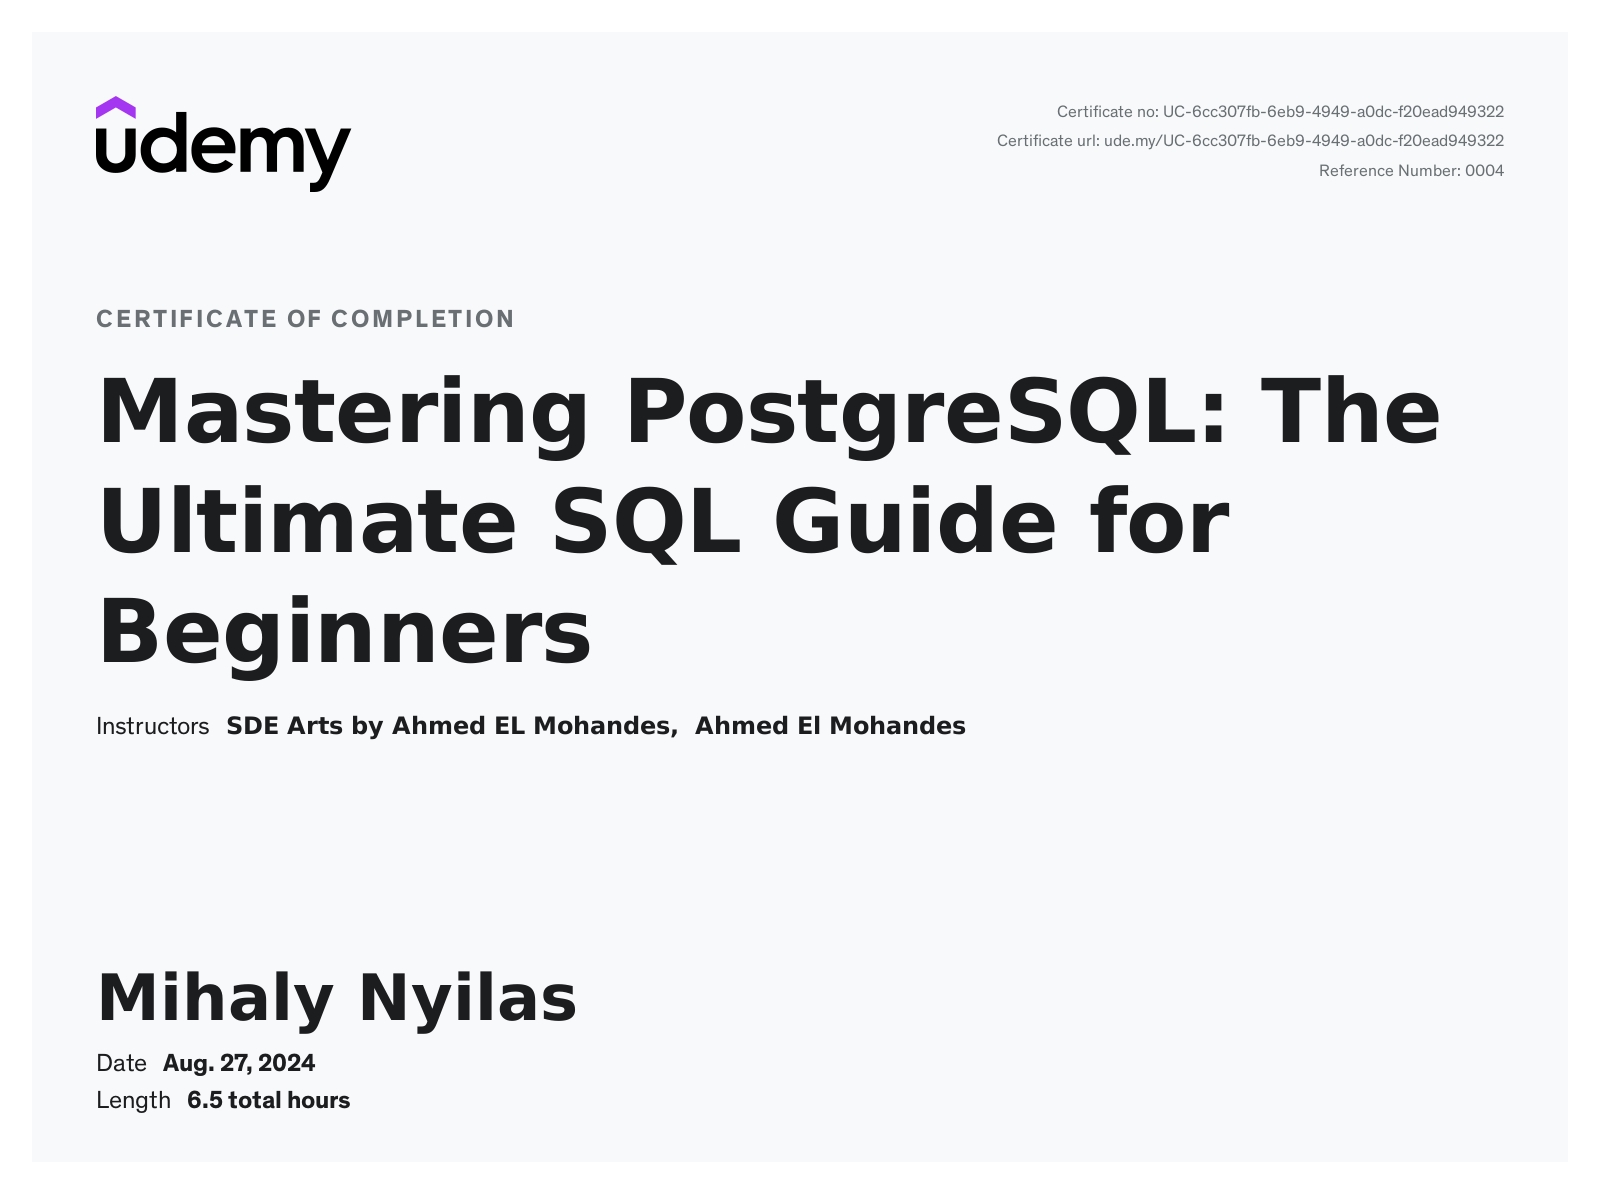 udemy
Certificate no: UC-6cc307fb-6eb9-4949-a0dc-f20ead949322
Certificate url: ude.my/UC-6cc307fb-6eb9-4949-a0dc-f20ead949322
Reference Number: 0004
CERTIFICATE OF COMPLETION
Mastering PostgreSQL: The
Ultimate SQL Guide for
Beginners
Instructors SDE Arts by Ahmed EL Mohandes, Ahmed El Mohandes
Mihaly Nyilas
Date Aug. 27, 2024
Length 6.5 total hours